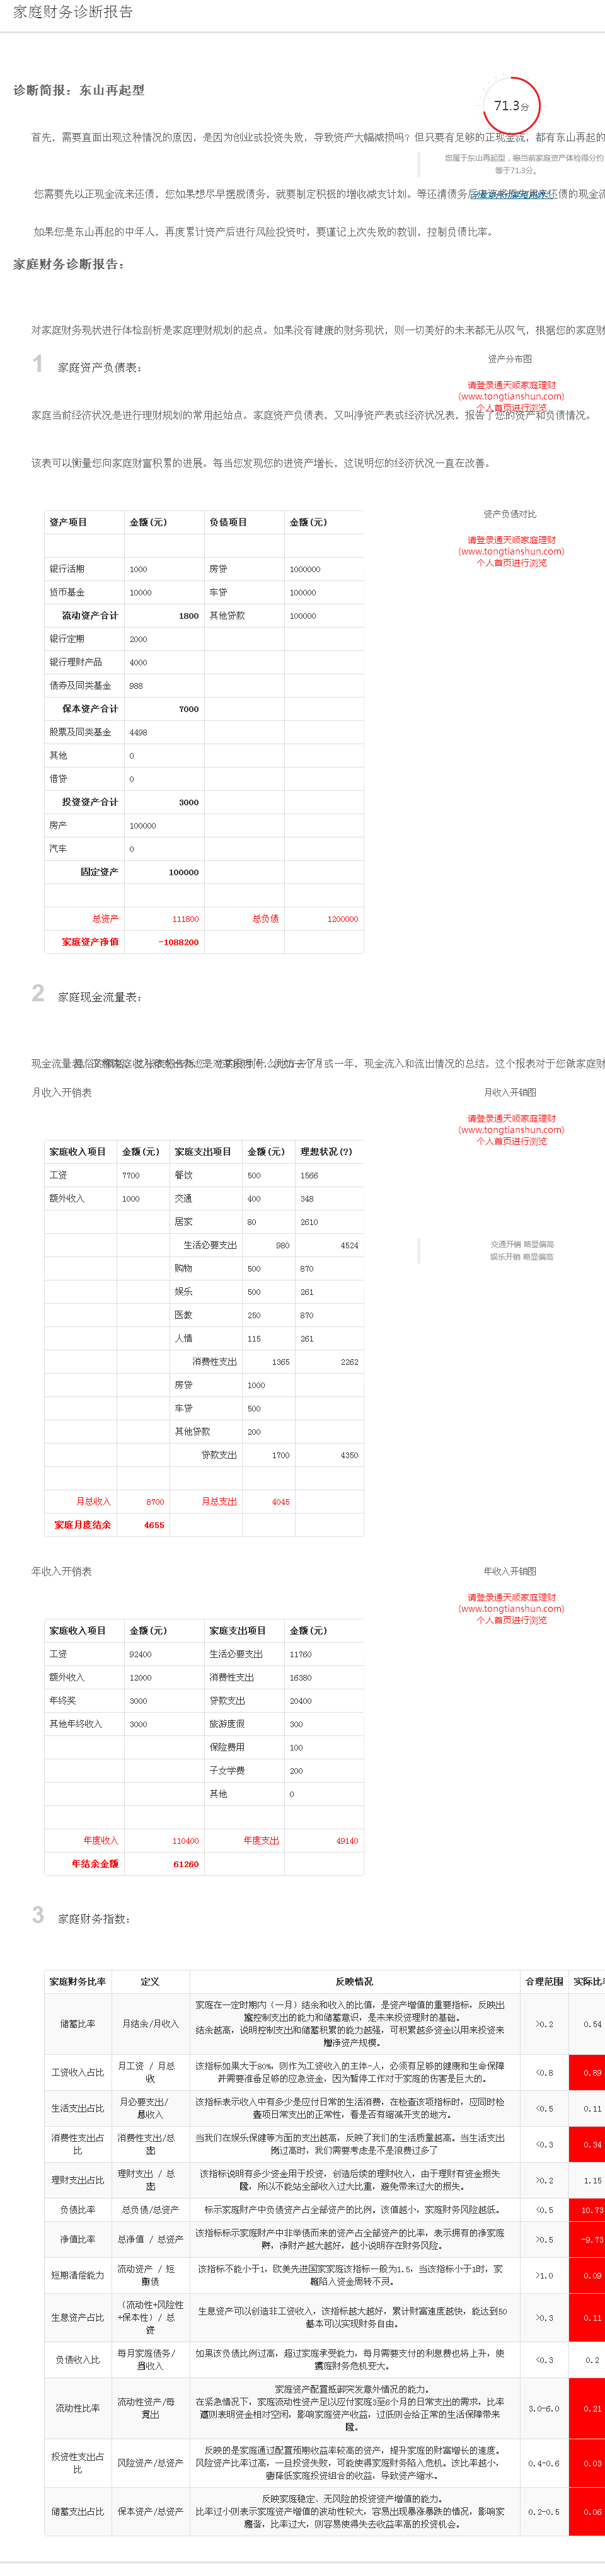 家庭财务诊断报告
诊断简报：东山再起型
71.3分
首先，需要直面出现这种情况的原因，是因为创业或投资失败，导致资产大幅减损吗？但只要有足够的正现金流，都有东山再起的
您属于东山再起型，举当前家庭资产体检得分约
等于71.3分。
您需要先以正现金流来还债，您如果想尽早摆脱债务，就要制定积极的增收减支计划。等还清债务后
还债的现金流
如果您是东山再起的中年人，再度累计资产后进行风险投资时，要谨记上次失败的教训，控制负债比率。
家庭财务诊断报告：
对家庭财务现状进行体检剖析是家庭理财规划的起点。如果没有健康的财务现状，则一切美好的未来都无从叹气，根据您的家庭财
1 家庭资产负债表：
资产分布图
请登录通天顺家庭理财
(www.tongtianshun.com)
个人首页进行浏览
家庭当前经济状况是进行理财规划的常用起始点。家庭资产负债表，又叫净资产表或经济状况表，报告了您的资产和负债情况。
该表可以衡量您向家庭财富积累的进展。每当您发现您的进资产增长，这说明您的经济状况一直在改善。
资产负债对比
请登录通天顺家庭理财
(www.tongtianshun.com)
个人首页进行浏览
资产项目 金额(元) 负债项目 金额(元)
银行活期 1000 房贷 1000000
货币基金 10000 车贷 100000
流动资产合计 1800 其他贷款 100000
银行定期 2000
银行理财产品 4000
债券及同类基金 988
保本资产合计 7000
股票及同类基金 4498
其他 0
借贷 0
投资资产合计 3000
房产 100000
汽车 0
固定资产 100000
总资产 111800 总负债 1200000
家庭资产净值 -1088200
2 家庭现金流量表：
现金流量表
或一年，现金流入和流出情况的总结。这个报表对于您做家庭财
月收入开销表
月收入开销图
请登录通天顺家庭理财
(www.tongtianshun.com)
个人首页进行浏览
家庭收入项目 金额(元) 家庭支出项目 金额(元) 理想状况(?)
工资 7700 餐饮 500 1566
额外收入 1000 交通 400 348
居家 80 2610
生活必要支出 980 4524
交通开销 略显偏高
娱乐开销 略显偏高
购物 500 870
娱乐 500 261
医教 250 870
人情 115 261
消费性支出 1365 2262
房贷 1000
车贷 500
其他贷款 200
贷款支出 1700 4350
月总收入 8700 月总支出 4045
家庭月度结余 4655
年收入开销表
年收入开销图
请登录通天顺家庭理财
(www.tongtianshun.com)
个人首页进行浏览
家庭收入项目 金额(元) 家庭支出项目 金额(元)
工资 92400 生活必要支出 11760
额外收入 12000 消费性支出 16380
年终奖 3000 贷款支出 20400
其他年终收入 3000 旅游度假 300
保险费用 100
子女学费 200
其他 0
年度收入 110400 年度支出 49140
年结余金额 61260
3 家庭财务指数：
家庭财务比率 定义 反映情况 合理范围 实际比率
储蓄比率 月结余/月收入 家庭在一定时期内（一月）结余和收入的比值，是资产增值的重要指标，反映出
控制支出的能力和储蓄意识，是未来投资理财的基础。
结余越高，说明控制支出和储蓄积累的能力越强，可积累越多资金以用来投资来
净资产规模。 >0.2 0.54
工资收入占比 月工资 / 月总收 该指标如果大于80%，则作为工资收入的主体-人，必须有足够的健康和生命保障
并需要准备足够的应急资金，因为暂停工作对于家庭的伤害是巨大的。 <0.8 0.89
生活支出占比 月必要支出/收入 该指标表示收入中有多少是应付日常的生活消费，在检查该项指标时，应同时检
项日常支出的正常性，看是否有缩减开支的地方。 <0.5 0.11
消费性支出占比 消费性支出/总 当我们在娱乐保健等方面的支出越高，反映了我们的生活质量越高。当生活支出
过高时，我们需要考虑是不是浪费过多了 <0.3 0.34
理财支出占比 理财支出 / 总 该指标说明有多少资金用于投资，创造后续的理财收入，由于理财有资金损失
，所以不能站全部收入过大比重，避免带来过大的损失。 >0.2 1.15
负债比率 总负债/总资产 标示家庭财产中负债资产占全部资产的比例。该值越小，家庭财务风险越低。 <0.5 10.73
净值比率 总净值 / 总资产 该指标标示家庭财产中非举债而来的资产占全部资产的比率，表示拥有的净家庭
，净财产越大越好，越小说明存在财务风险。 >0.5 -9.73
短期清偿能力 流动资产 / 短债 该指标不能小于1，欧美先进国家家庭该指标一般为1.5，当该指标小于1时，家
陷入资金周转不灵。 >1.0 0.09
生息资产占比 （流动性+风险性+保本性）/ 总 生息资产可以创造非工资收入，该指标越大越好，累计财富速度越快，能达到50
基本可以实现财务自由。 >0.3 0.11
负债收入比 每月家庭债务/收入 如果该负债比例过高，超过家庭承受能力，每月需要支付的利息费也将上升，使
庭财务危机变大。 <0.3 0.2
流动性比率 流动性资产/每出 家庭资产配置抵御突发意外情况的能力。
在紧急情况下，家庭流动性资产足以应付家庭3至6个月的日常支出的需求，比率
则表明资金相对空闲，影响家庭资产收益，过低则会给正常的生活保障带来
。 3.0-6.0 0.21
投资性支出占比 风险资产/总资产 反映的是家庭通过配置预期收益率较高的资产，提升家庭的财富增长的速度。
风险资产比率过高，一旦投资失败，可能使得家庭财务陷入危机。该比率越小，
降低家庭投资组合的收益，导致资产缩水。 0.4-0.6 0.03
储蓄支出占比 保本资产/总资产 反映家庭稳定、无风险的投资资产增值的能力。
比率过小则表示家庭资产增值的波动性较大，容易出现暴涨暴跌的情况，影响家
谐，比率过大，则容易使得失去收益率高的投资机会。 0.2-0.5 0.06